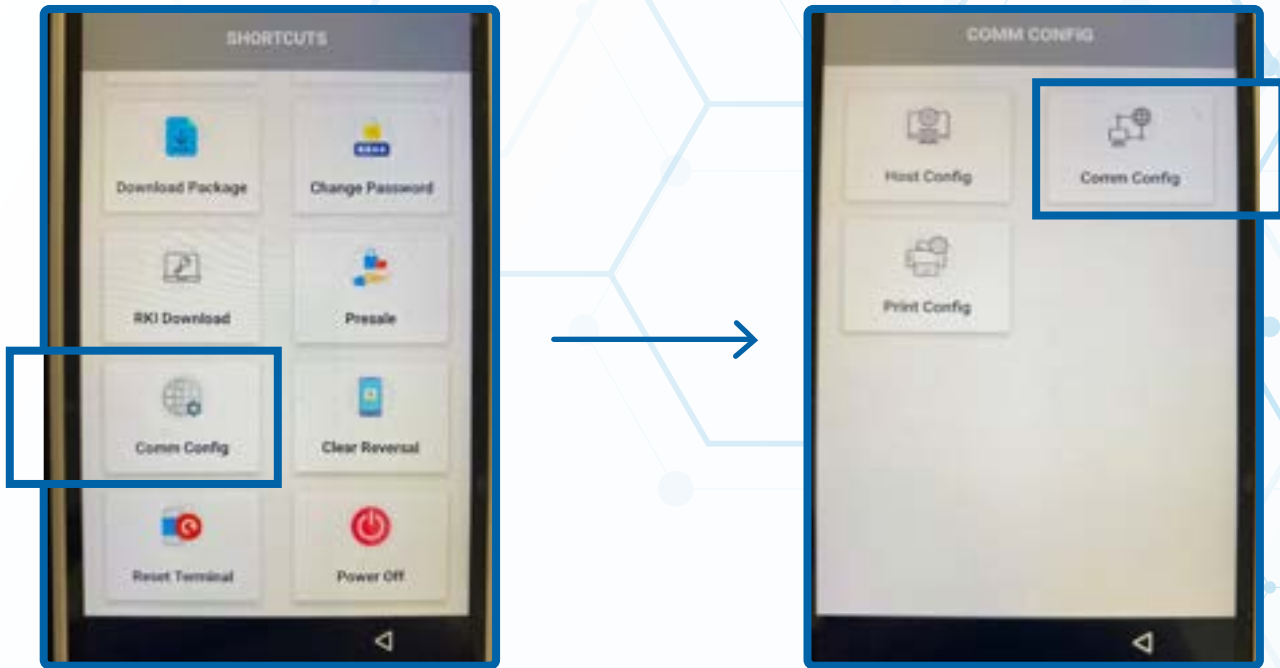 SHORTCUTS
Download Package
Change Password
RKI Download
Presale
Comm Config
Clear Reversal
Reset Terminal
Power Off
COMM CONFIG
Host Config
Comm Config
Print Config